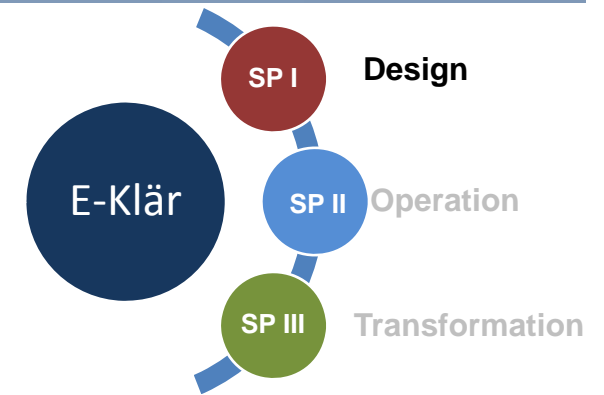 E-Klär
SP I
Design
SP II
Operation
SP III
Transformation